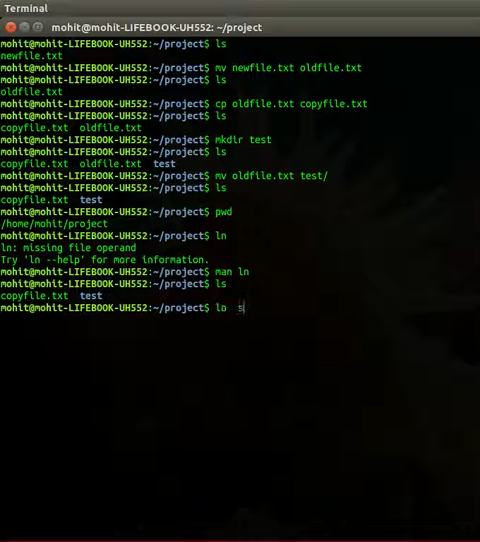 Terminal
mohit@mohit-LIFEBOOK-UH552: ~/project
mohit@mohit-LIFEBOOK-UH552:~/project$ ls
newfile.txt
mohit@mohit-LIFEBOOK-UH552:~/project$ mv newfile.txt oldfile.txt
mohit@mohit-LIFEBOOK-UH552:~/project$ ls
oldfile.txt
mohit@mohit-LIFEBOOK-UH552:~/project$ cp oldfile.txt copyfile.txt
mohit@mohit-LIFEBOOK-UH552:~/project$ ls
copyfile.txt  oldfile.txt
mohit@mohit-LIFEBOOK-UH552:~/project$ mkdir test
mohit@mohit-LIFEBOOK-UH552:~/project$ ls
copyfile.txt  oldfile.txt  test
mohit@mohit-LIFEBOOK-UH552:~/project$ mv oldfile.txt test/
mohit@mohit-LIFEBOOK-UH552:~/project$ ls
copyfile.txt  test
mohit@mohit-LIFEBOOK-UH552:~/project$ pwd
/home/mohit/project
mohit@mohit-LIFEBOOK-UH552:~/project$ ln
ln: missing file operand
Try 'ln --help' for more information.
mohit@mohit-LIFEBOOK-UH552:~/project$ man ln
mohit@mohit-LIFEBOOK-UH552:~/project$ ls
copyfile.txt  test
mohit@mohit-LIFEBOOK-UH552:~/project$